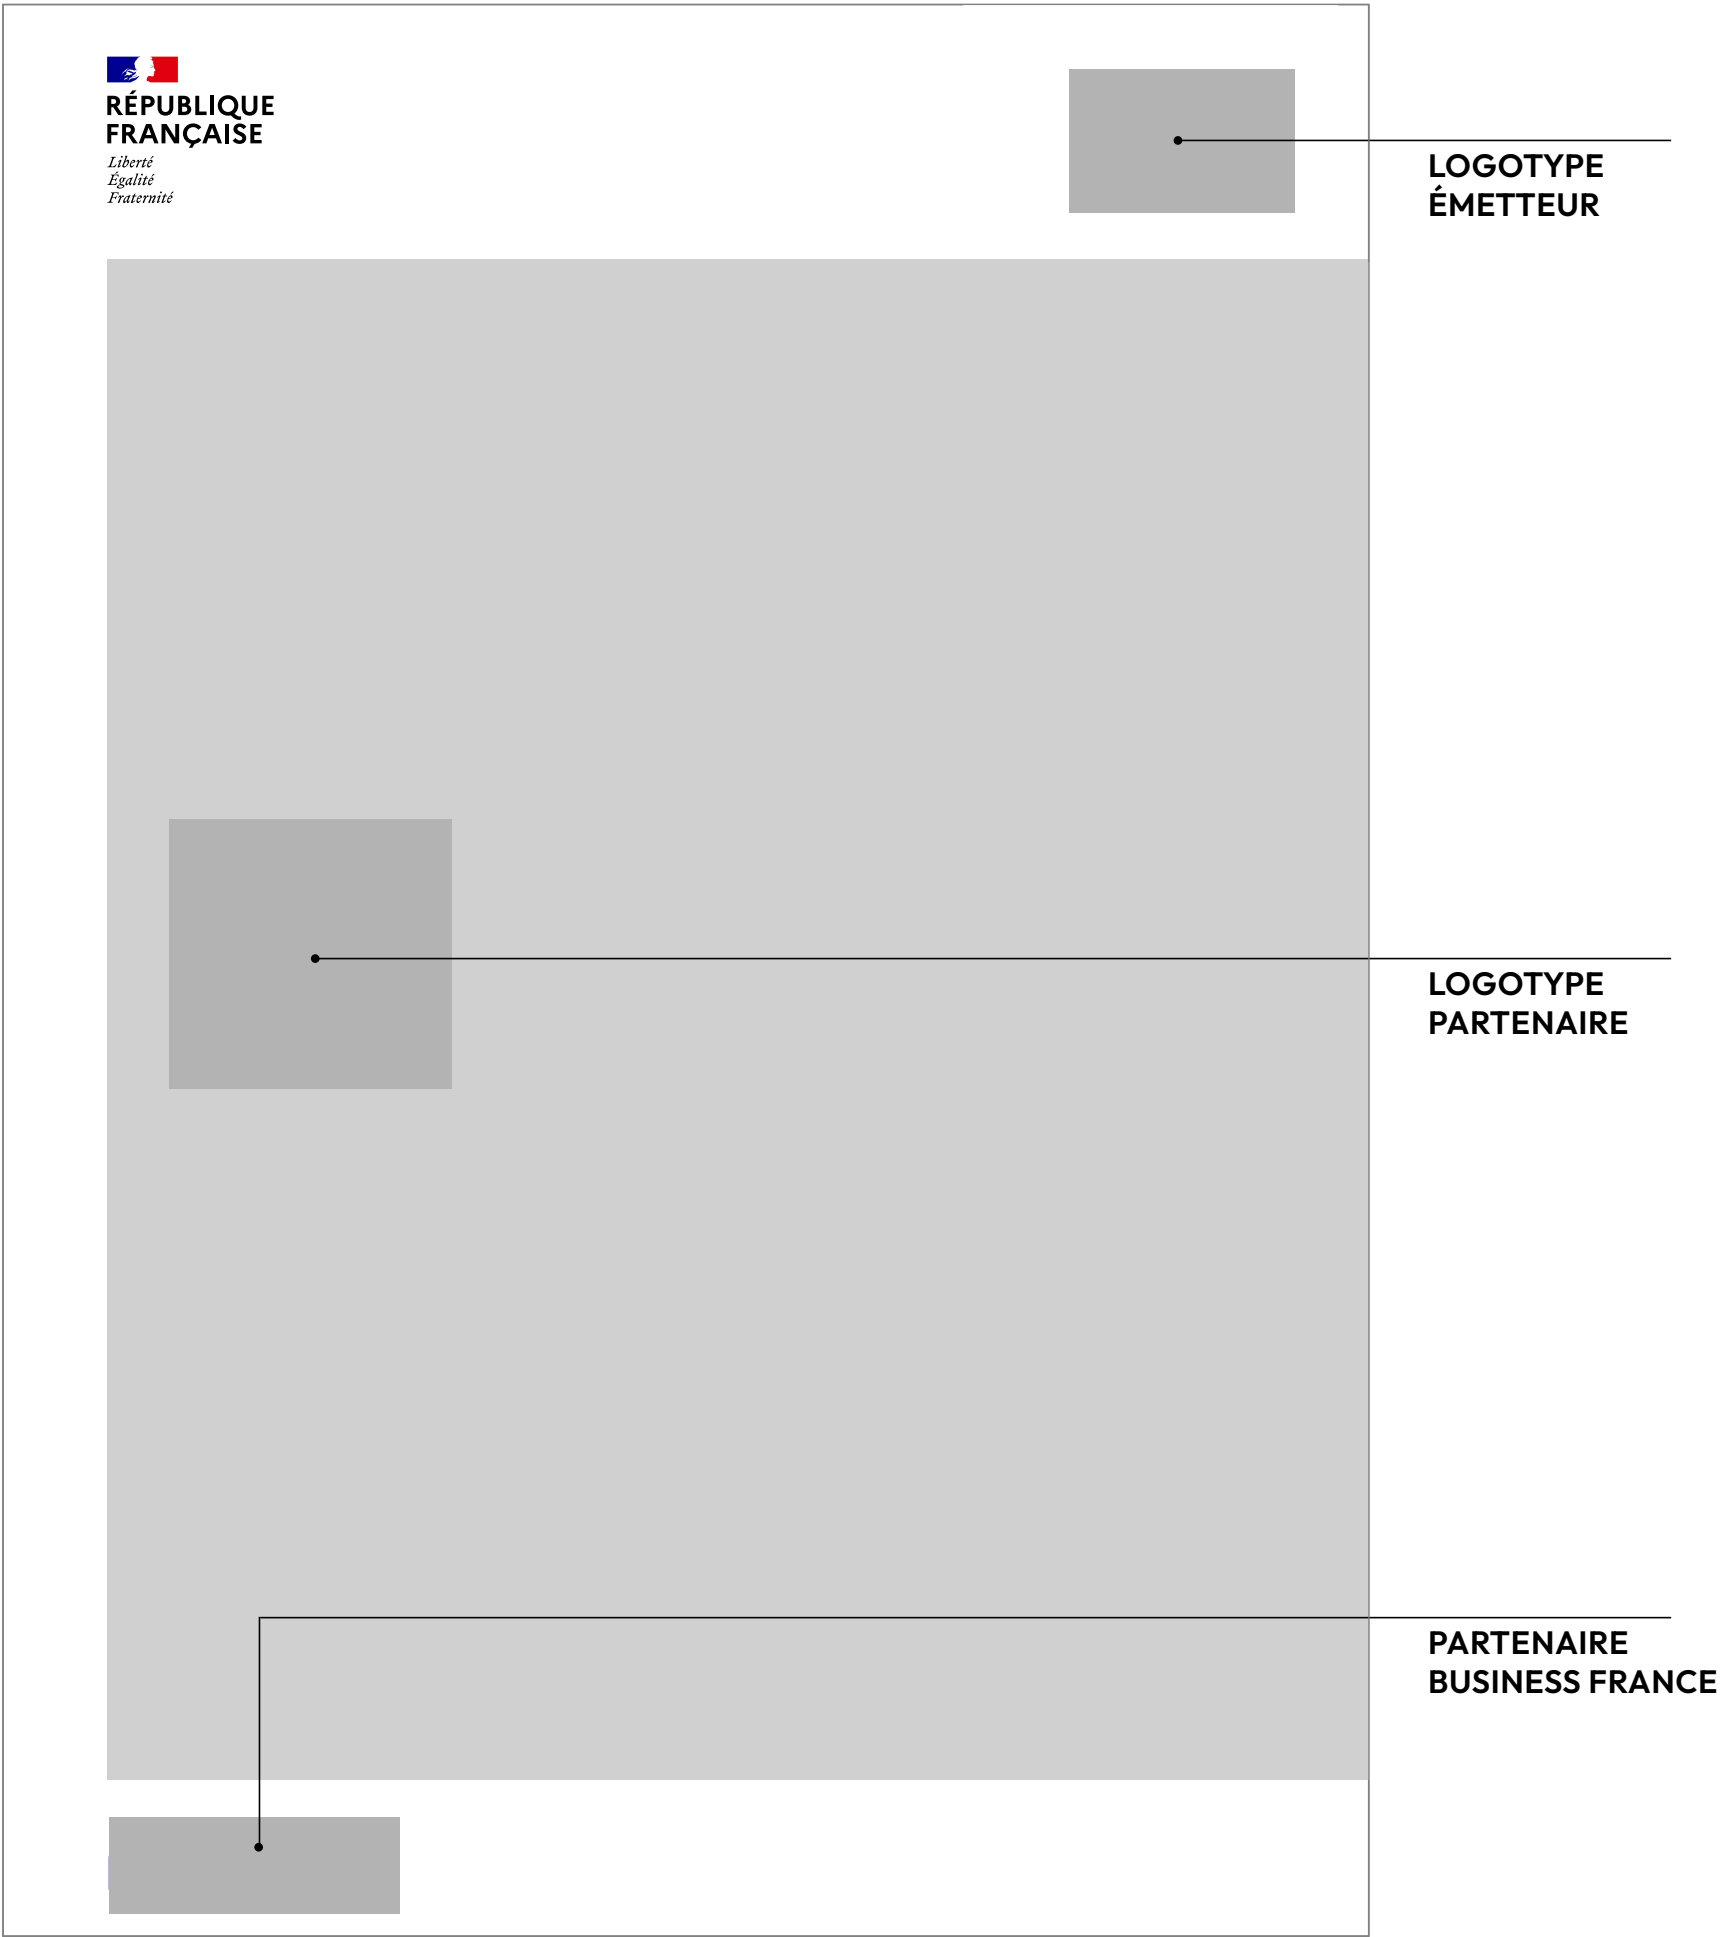 RÉPUBLIQUE
FRANÇAISE
Liberté
Égalité
Fraternité
LOGOTYPE
ÉMETTEUR
LOGOTYPE
PARTENAIRE
PARTENAIRE
BUSINESS FRANCE